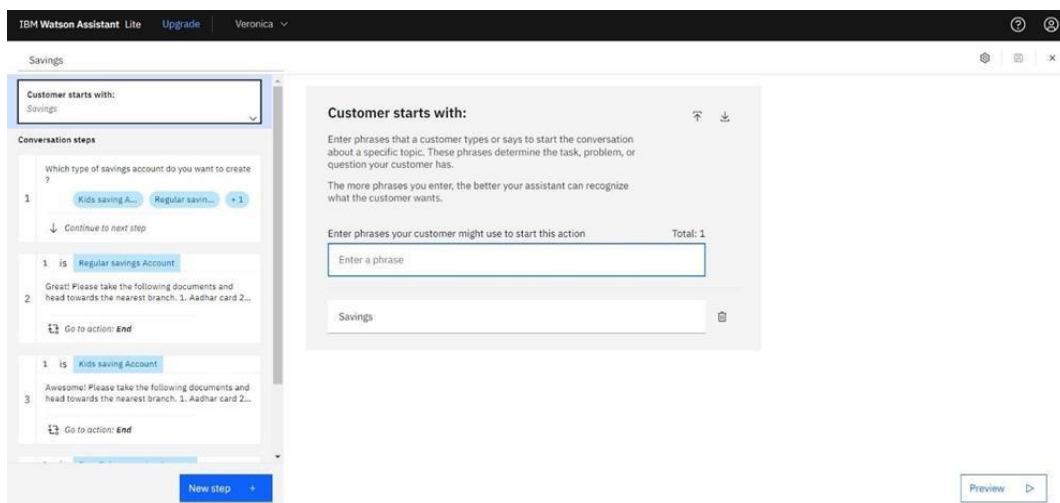 IBM Watson Assistant Lite Upgrade Veronica
Savings
Customer starts with:
Savings
Conversation steps
1
Which type of savings account do you want to create
?
Kids saving A... Regular savin... + 1
Continue to next step
2
1 is Regular savings Account
Great! Please take the following documents and
head towards the nearest branch. 1. Aadhar card 2...
Go to action: End
3
1 is Kids saving Account
Awesome! Please take the following documents and
head towards the nearest branch. 1. Aadhar card 2...
Go to action: End
New step +
Customer starts with:
Enter phrases that a customer types or says to start the conversation
about a specific topic. These phrases determine the task, problem, or
question your customer has.
The more phrases you enter, the better your assistant can recognize
what the customer wants.
Enter phrases your customer might use to start this action Total: 1
Enter a phrase
Savings
Preview